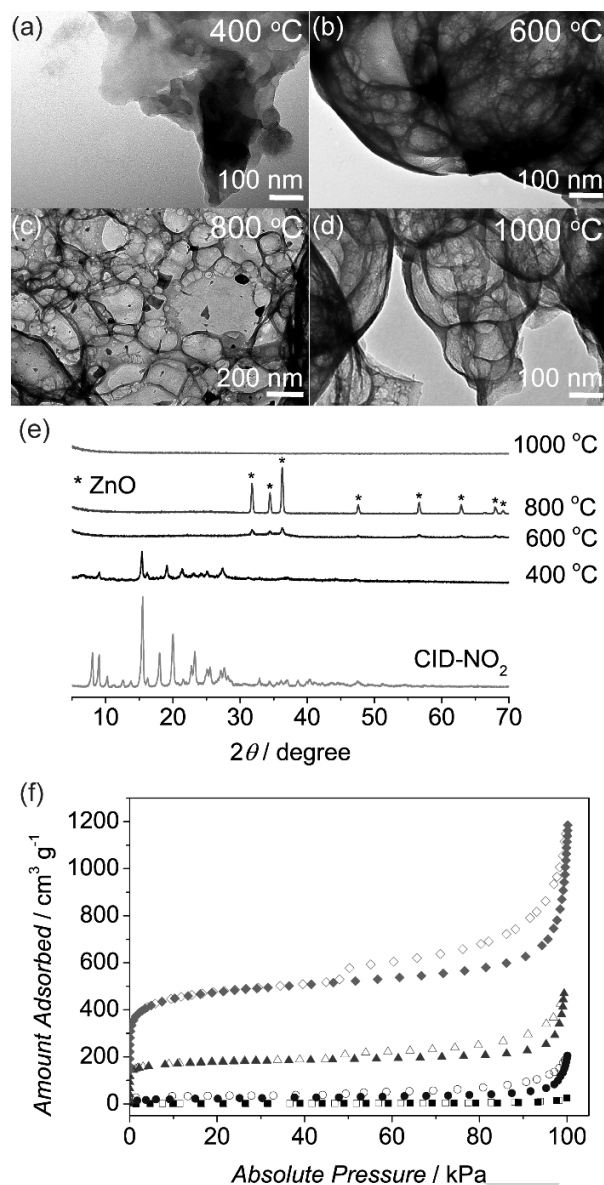 (a) 400 °C
100 nm
(b) 600 °C
100 nm
(c) 800 °C
200 nm
(d) 1000 °C
100 nm
(e)
1000 °C
* ZnO
* * * * * * * *
800 °C
600 °C
400 °C
CID-NO₂
10 20 30 40 50 60 70
2θ / degree
(f)
1200
1000
800
600
400
200
0
Amount Adsorbed / cm³ g⁻¹
0 20 40 60 80 100
Absolute Pressure / kPa